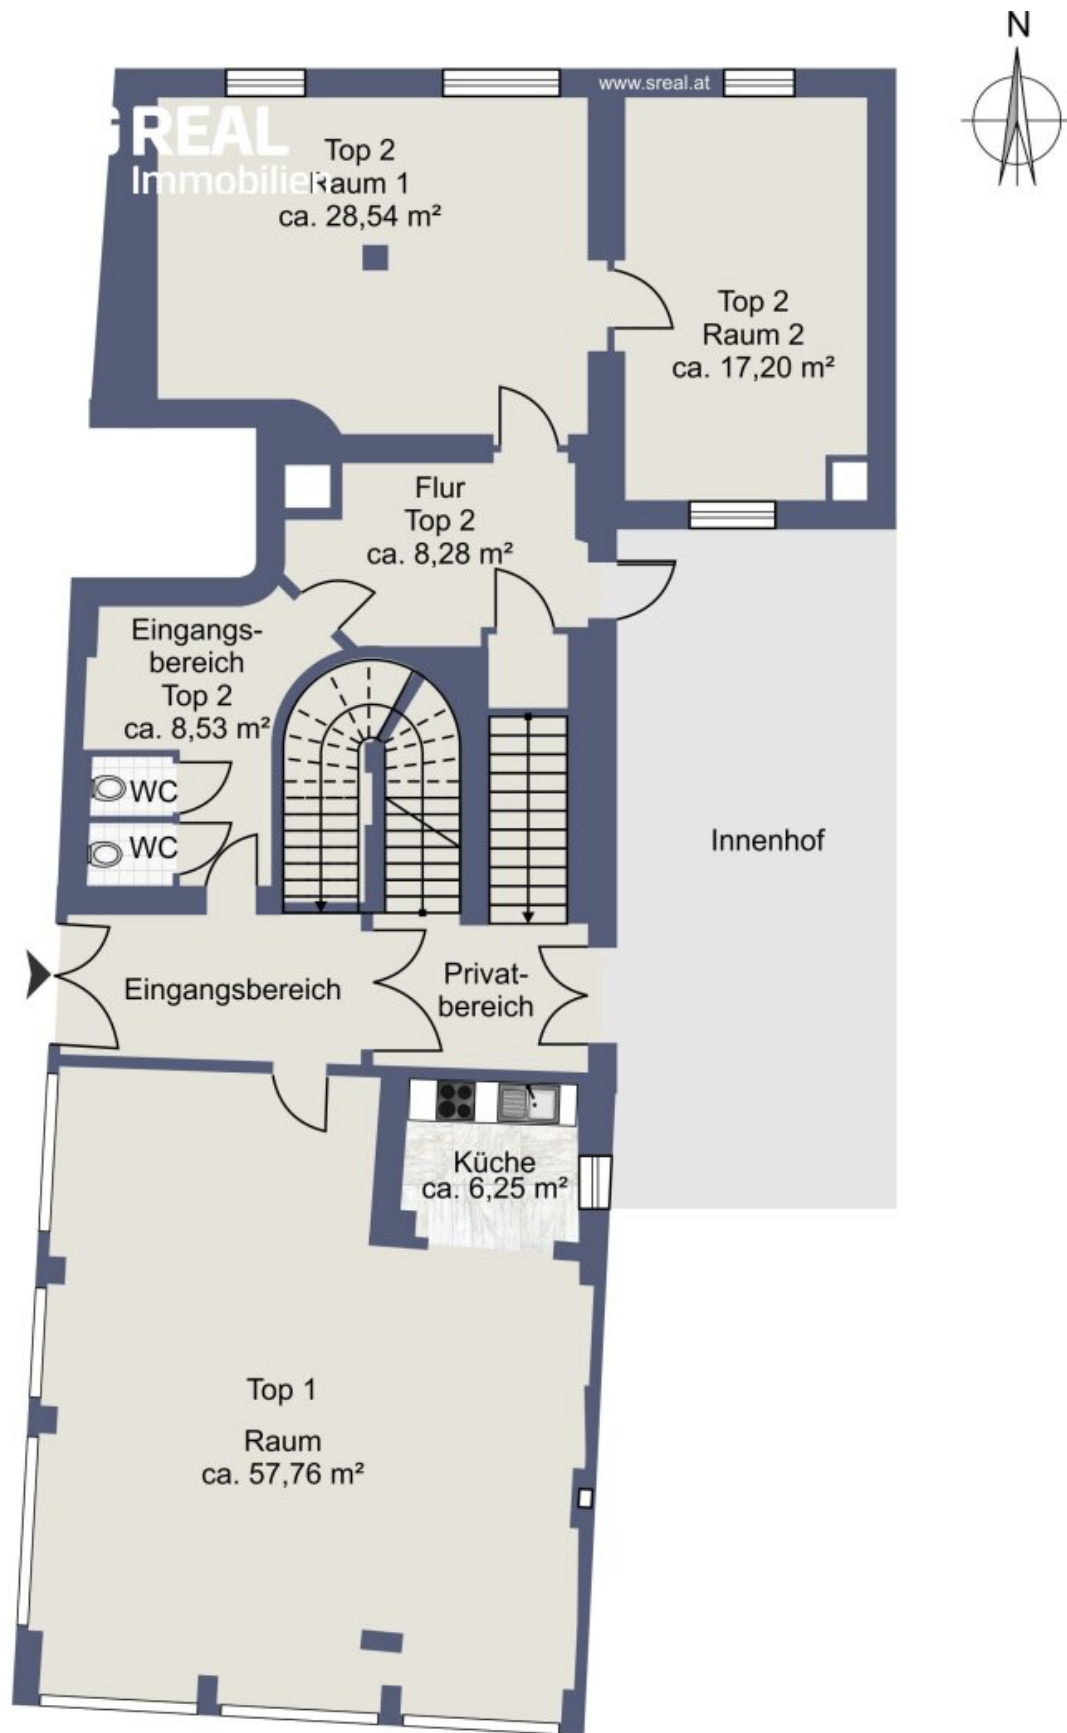 N
www.sreal.at
REAL
Immobilien
Top 2
Raum 1
ca. 28,54 m²
Top 2
Raum 2
ca. 17,20 m²
Flur
Top 2
ca. 8,28 m²
Eingangs-
bereich
Top 2
ca. 8,53 m²
WC
WC
Innenhof
Eingangsbereich
Privat-
bereich
Küche
ca. 6,25 m²
Top 1
Raum
ca. 57,76 m²